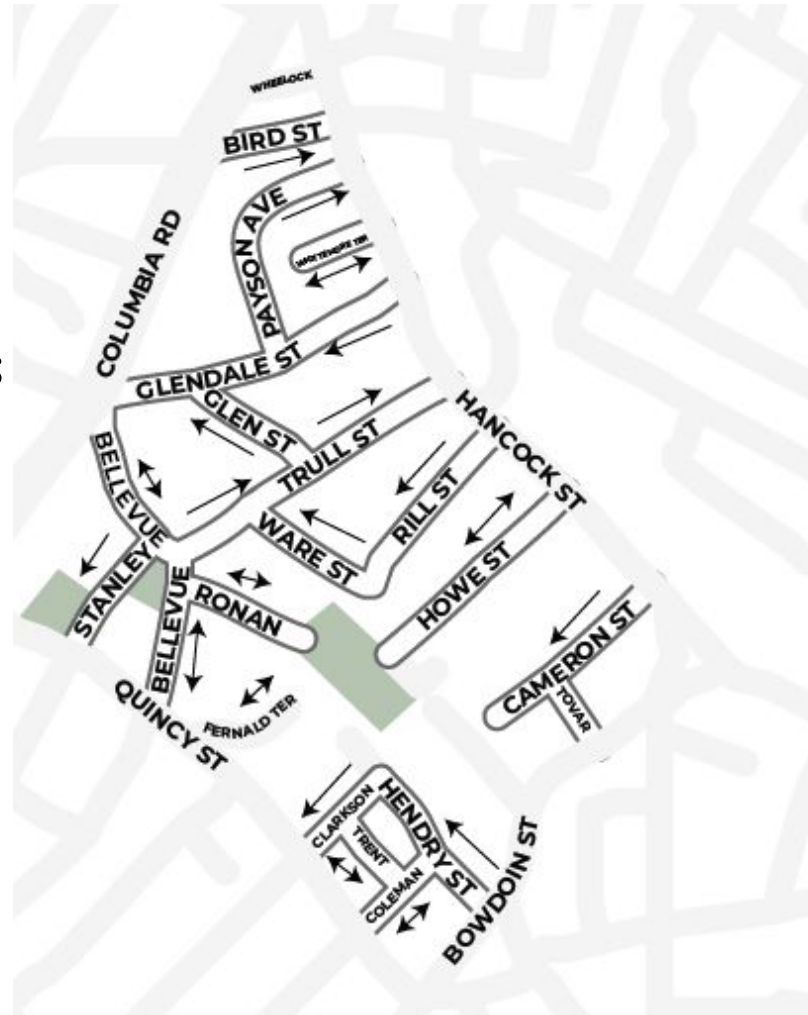 WHEELOCK
BIRD ST
PAYSON AVE
WHITEMORE TER
COLUMBIA RD
GLENDALE ST
GLEN ST
TRULL ST
HANCOCK ST
BELLEVUE
WARE ST
RILL ST
HOWE ST
STANLEY
BELLEVUE
RONAN
CAMERON ST
TOVAR
QUINCY ST
FERNALD TER
CLARKSON
HENDRY ST
TRENT
COLEMAN
BOWDOIN ST